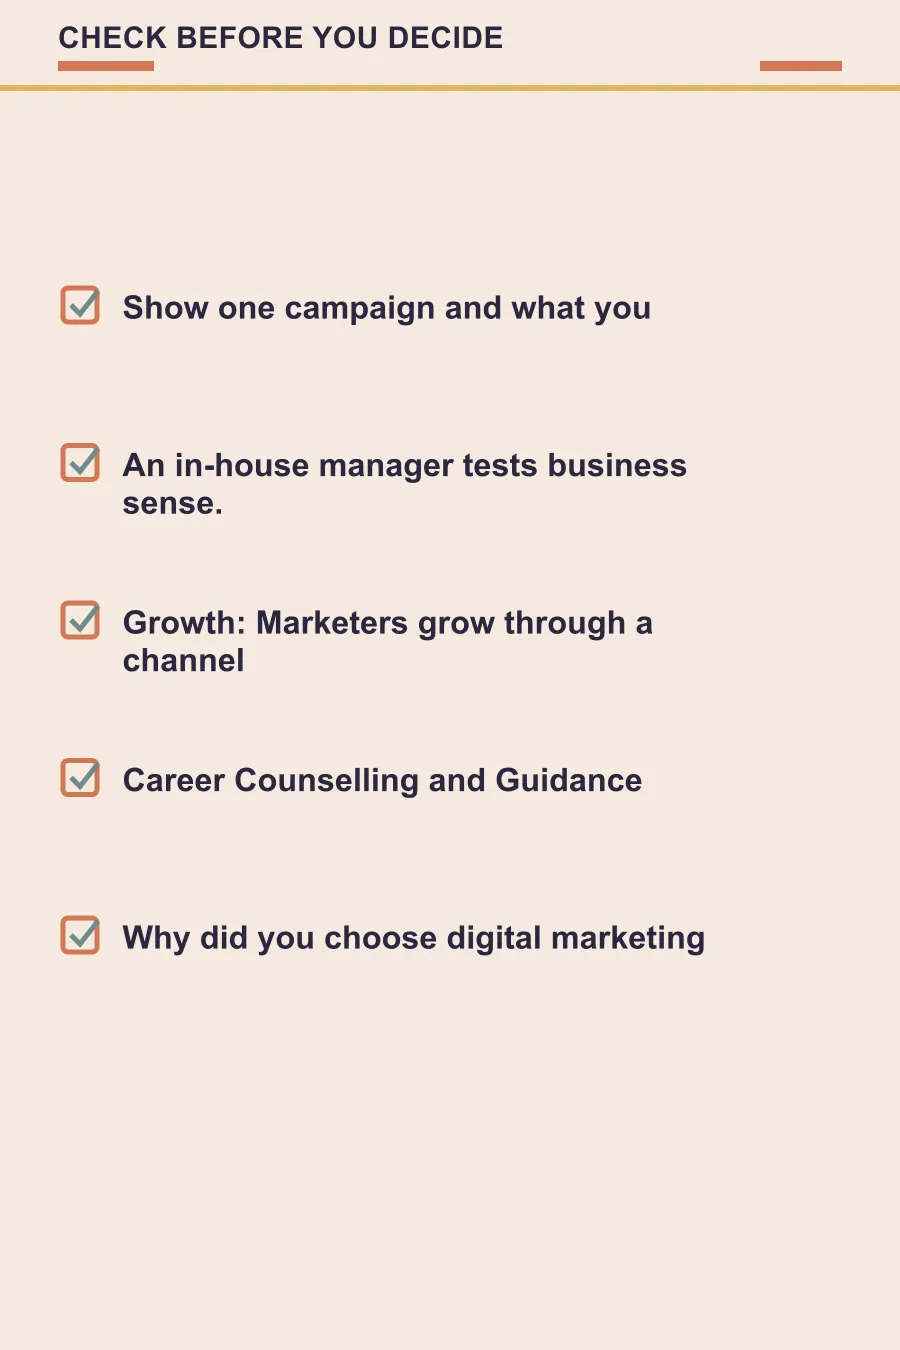 CHECK BEFORE YOU DECIDE
Show one campaign and what you
An in-house manager tests business
sense.
Growth: Marketers grow through a
channel
Career Counselling and Guidance
Why did you choose digital marketing